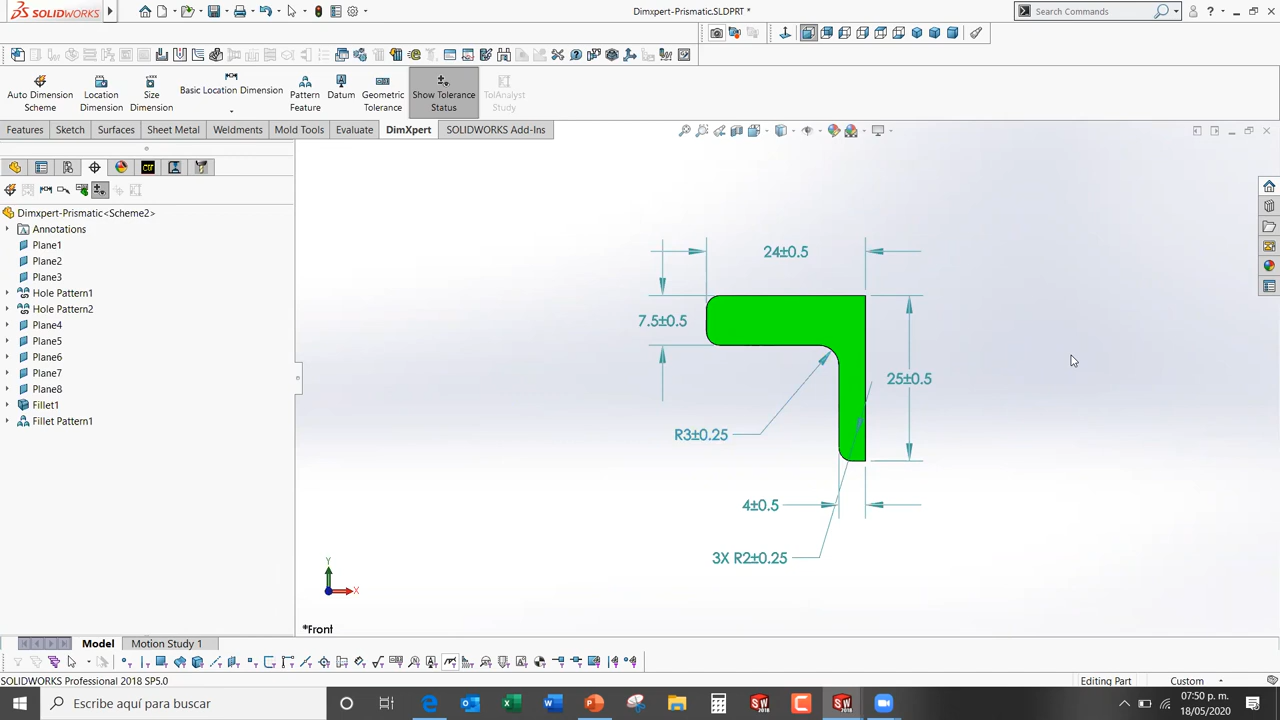 SOLIDWORKS
Dimxpert-Prismatic.SLDPRT *
Search Commands
Auto Dimension Scheme
Location Dimension
Size Dimension
Basic Location Dimension
Pattern Feature
Datum
Geometric Tolerance
Show Tolerance Status
TolAnalyst Study
Features
Sketch
Surfaces
Sheet Metal
Weldments
Mold Tools
Evaluate
DimXpert
SOLIDWORKS Add-Ins
Dimxpert-Prismatic<Scheme2>
Annotations
Plane1
Plane2
Plane3
Hole Pattern1
Hole Pattern2
Plane4
Plane5
Plane6
Plane7
Plane8
Fillet1
Fillet Pattern1
24±0.5
7.5±0.5
25±0.5
R3±0.25
4±0.5
3X R2±0.25
Y
X
*Front
Model
Motion Study 1
SOLIDWORKS Professional 2018 SP5.0
Editing Part
Custom
Escribe aquí para buscar
07:50 p. m.
18/05/2020